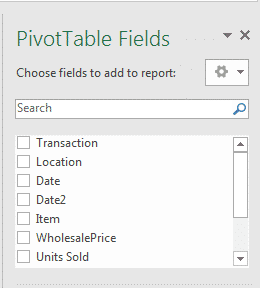 PivotTable Fields
Choose fields to add to report:
Search
Transaction
Location
Date
Date2
Item
WholesalePrice
Units Sold